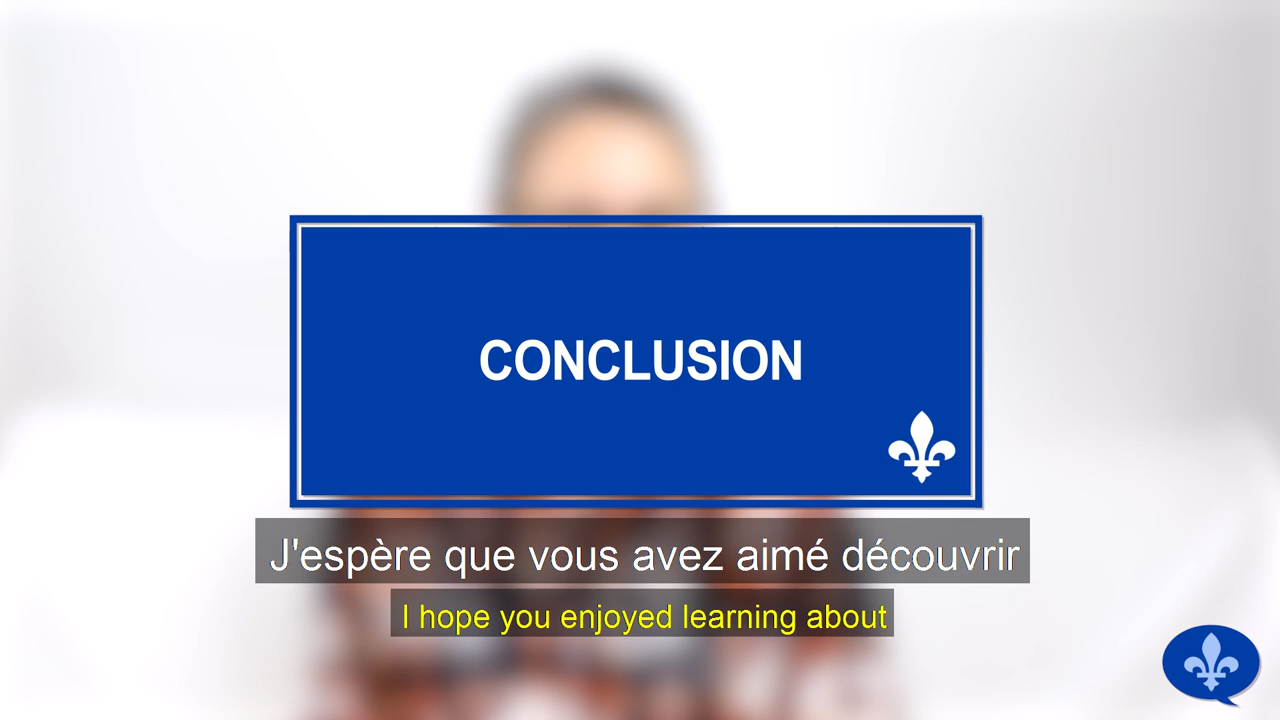 CONCLUSION
J'espère que vous avez aimé découvrir
I hope you enjoyed learning about